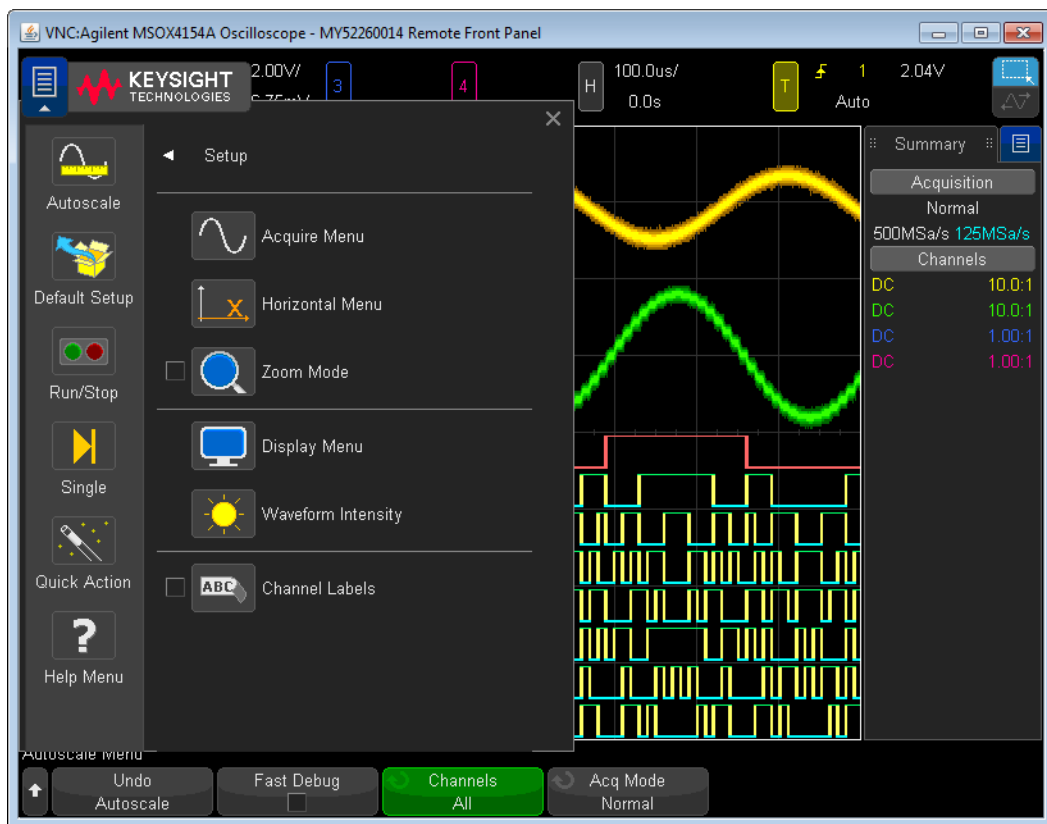 VNC:Agilent MSOX4154A Oscilloscope - MY52260014 Remote Front Panel
KEYSIGHT
TECHNOLOGIES
2.00V/
3
4
H
100.0us/
0.0s
T
1
2.04V
Auto
Setup
Autoscale
Default Setup
Run/Stop
Single
Quick Action
?
Help Menu
Acquire Menu
X
Horizontal Menu
Zoom Mode
Display Menu
Waveform Intensity
ABC
Channel Labels
Summary
Acquisition
Normal
500MSa/s 125MSa/s
Channels
DC 10.0:1
DC 10.0:1
DC 1.00:1
DC 1.00:1
Autoscale Menu
Undo
Autoscale
Fast Debug
Channels
All
Acq Mode
Normal